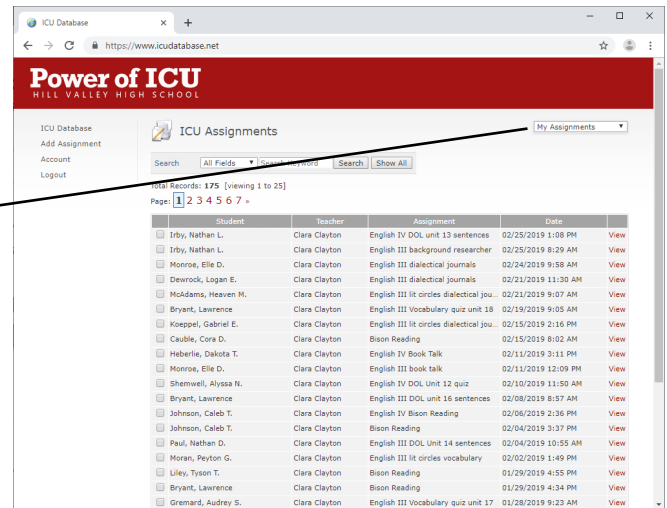 ICU Database
https://www.icudatabase.net
Power of ICU
HILL VALLEY HIGH SCHOOL
ICU Database
Add Assignment
Account
Logout
ICU Assignments
My Assignments
Search All Fields Search Keyword Search Show All
Total Records: 175 [viewing 1 to 25]
Page: 1 2 3 4 5 6 7 »
Student Teacher Assignment Date
Irby, Nathan L. Clara Clayton English IV DOL unit 13 sentences 02/25/2019 1:08 PM View
Irby, Nathan L. Clara Clayton English III background researcher 02/25/2019 8:29 AM View
Monroe, Elle D. Clara Clayton English III dialectical journals 02/24/2019 9:58 AM View
Dewrock, Logan E. Clara Clayton English III dialectical journals 02/21/2019 11:30 AM View
McAdams, Heaven M. Clara Clayton English III lit circles dialectical jou... 02/21/2019 9:07 AM View
Bryant, Lawrence Clara Clayton English III Vocabulary quiz unit 18 02/19/2019 9:05 AM View
Koeppel, Gabriel E. Clara Clayton English III lit circles dialectical jou... 02/15/2019 2:16 PM View
Cauble, Cora D. Clara Clayton Bison Reading 02/15/2019 8:02 AM View
Heberlie, Dakota T. Clara Clayton English IV Book Talk 02/11/2019 3:11 PM View
Monroe, Elle D. Clara Clayton English III book talk 02/11/2019 12:09 PM View
Shemwell, Alyssa N. Clara Clayton English IV DOL Unit 12 quiz 02/10/2019 11:50 AM View
Bryant, Lawrence Clara Clayton English III DOL unit 16 sentences 02/08/2019 8:57 AM View
Johnson, Caleb T. Clara Clayton English IV Bison Reading 02/06/2019 2:36 PM View
Johnson, Caleb T. Clara Clayton Bison Reading 02/04/2019 3:37 PM View
Paul, Nathan D. Clara Clayton English III DOL Unit 14 sentences 02/04/2019 10:55 AM View
Moran, Peyton G. Clara Clayton English III lit circles vocabulary 02/02/2019 1:49 PM View
Liley, Tyson T. Clara Clayton Bison Reading 01/29/2019 4:55 PM View
Bryant, Lawrence Clara Clayton Bison Reading 01/29/2019 4:34 PM View
Gremard, Audrey S. Clara Clayton English III Vocabulary quiz unit 17 01/28/2019 9:23 AM View